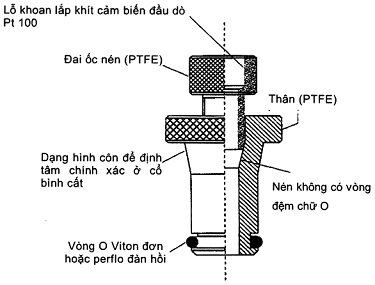 Lỗ khoan lắp khít cảm biến đầu dò
Pt 100
Đai ốc nén (PTFE)
Thân (PTFE)
Dạng hình côn để định
tâm chính xác ở cổ
bình cất
Nén không có vòng
đệm chữ O
Vòng O Viton đơn
hoặc perflo đàn hồi